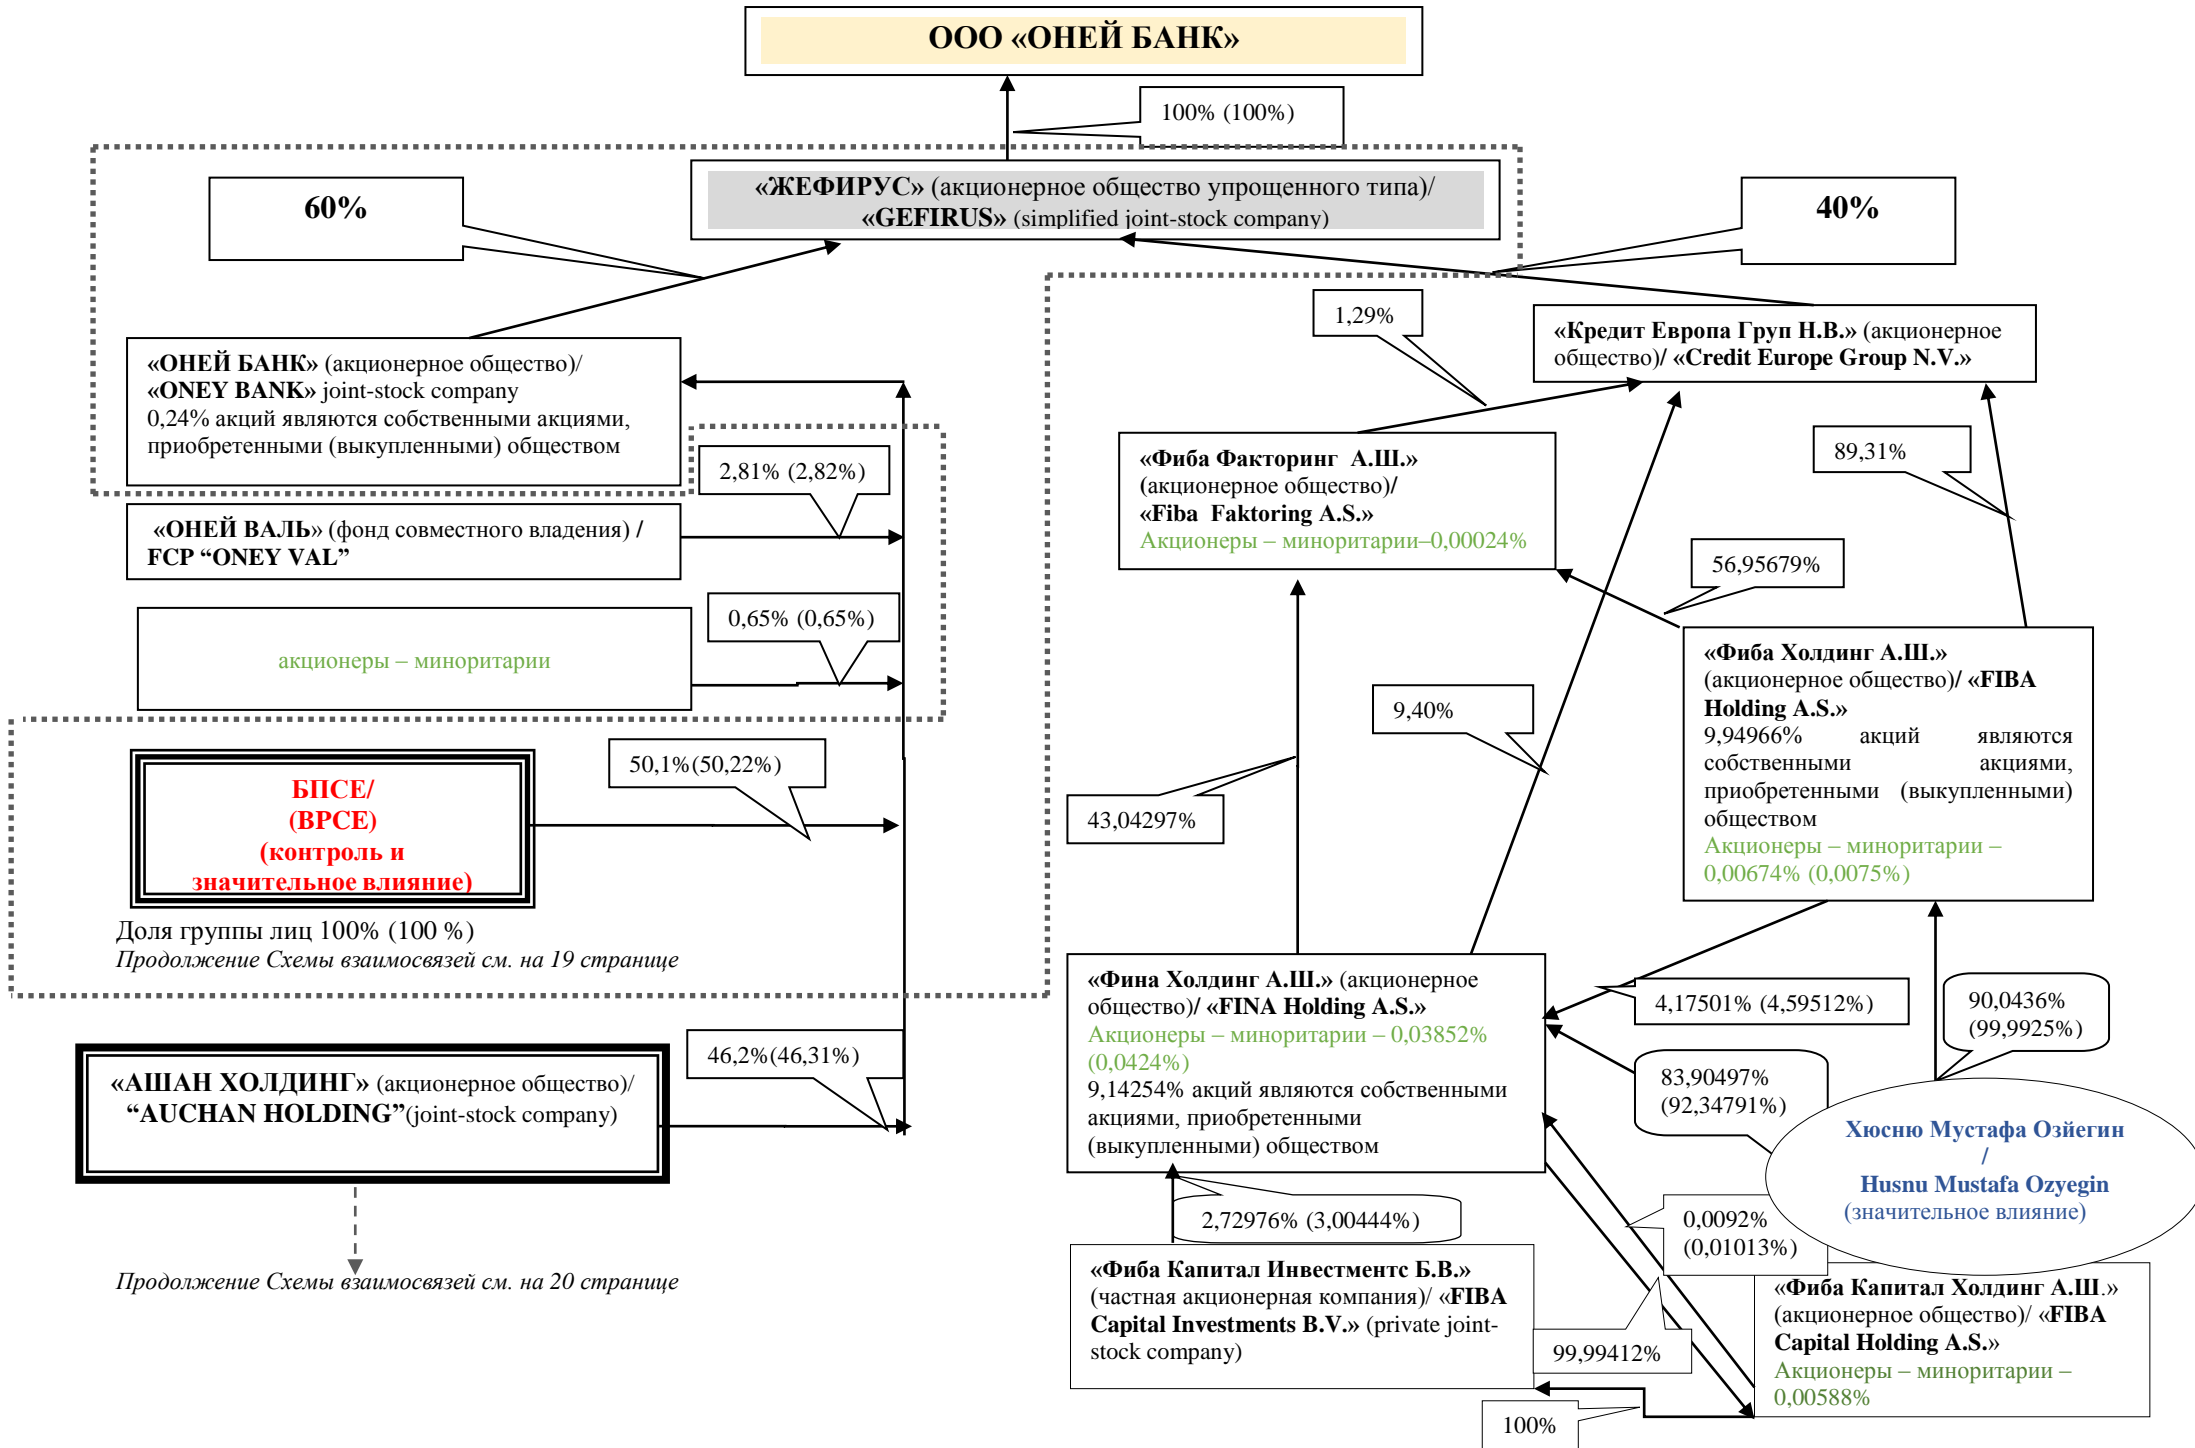 ООО «ОНЕЙ БАНК»
100% (100%)
«ЖЕФИРУС» (акционерное общество упрощенного типа)/
«GEFIRUS» (simplified joint-stock company)
60%
40%
«ОНЕЙ БАНК» (акционерное общество)/
«ONEY BANK» joint-stock company
0,24% акций являются собственными акциями,
приобретенными (выкупленными) обществом
2,81% (2,82%)
«ОНЕЙ ВАЛЬ» (фонд совместного владения) /
FCP “ONEY VAL”
0,65% (0,65%)
акционеры – миноритарии
50,1%(50,22%)
БПСЕ/
(BPCE)
(контроль и
значительное влияние)
Доля группы лиц 100% (100 %)
Продолжение Схемы взаимосвязей см. на 19 странице
46,2%(46,31%)
«АШАН ХОЛДИНГ» (акционерное общество)/
“AUCHAN HOLDING”(joint-stock company)
Продолжение Схемы взаимосвязей см. на 20 странице
1,29%
«Кредит Европа Груп Н.В.» (акционерное
общество)/ «Credit Europe Group N.V.»
89,31%
«Фиба Факторинг А.Ш.»
(акционерное общество)/
«Fiba Faktoring A.S.»
Акционеры – миноритарии–0,00024%
56,95679%
«Фиба Холдинг А.Ш.»
(акционерное общество)/ «FIBA
Holding A.S.»
9,94966% акций являются
собственными акциями,
приобретенными (выкупленными)
обществом
Акционеры – миноритарии –
0,00674% (0,0075%)
9,40%
43,04297%
«Фина Холдинг А.Ш.» (акционерное
общество)/ «FINA Holding A.S.»
Акционеры – миноритарии – 0,03852%
(0,0424%)
9,14254% акций являются собственными
акциями, приобретенными
(выкупленными) обществом
4,17501% (4,59512%)
90,0436%
(99,9925%)
83,90497%
(92,34791%)
Хюсню Мустафа Озйегин
/
Husnu Mustafa Ozyegin
(значительное влияние)
2,72976% (3,00444%)
0,0092%
(0,01013%)
«Фиба Капитал Инвестментс Б.В.»
(частная акционерная компания)/ «FIBA
Capital Investments B.V.» (private joint-
stock company)
99,99412%
«Фиба Капитал Холдинг А.Ш.»
(акционерное общество)/ «FIBA
Capital Holding A.S.»
Акционеры – миноритарии –
0,00588%
100%